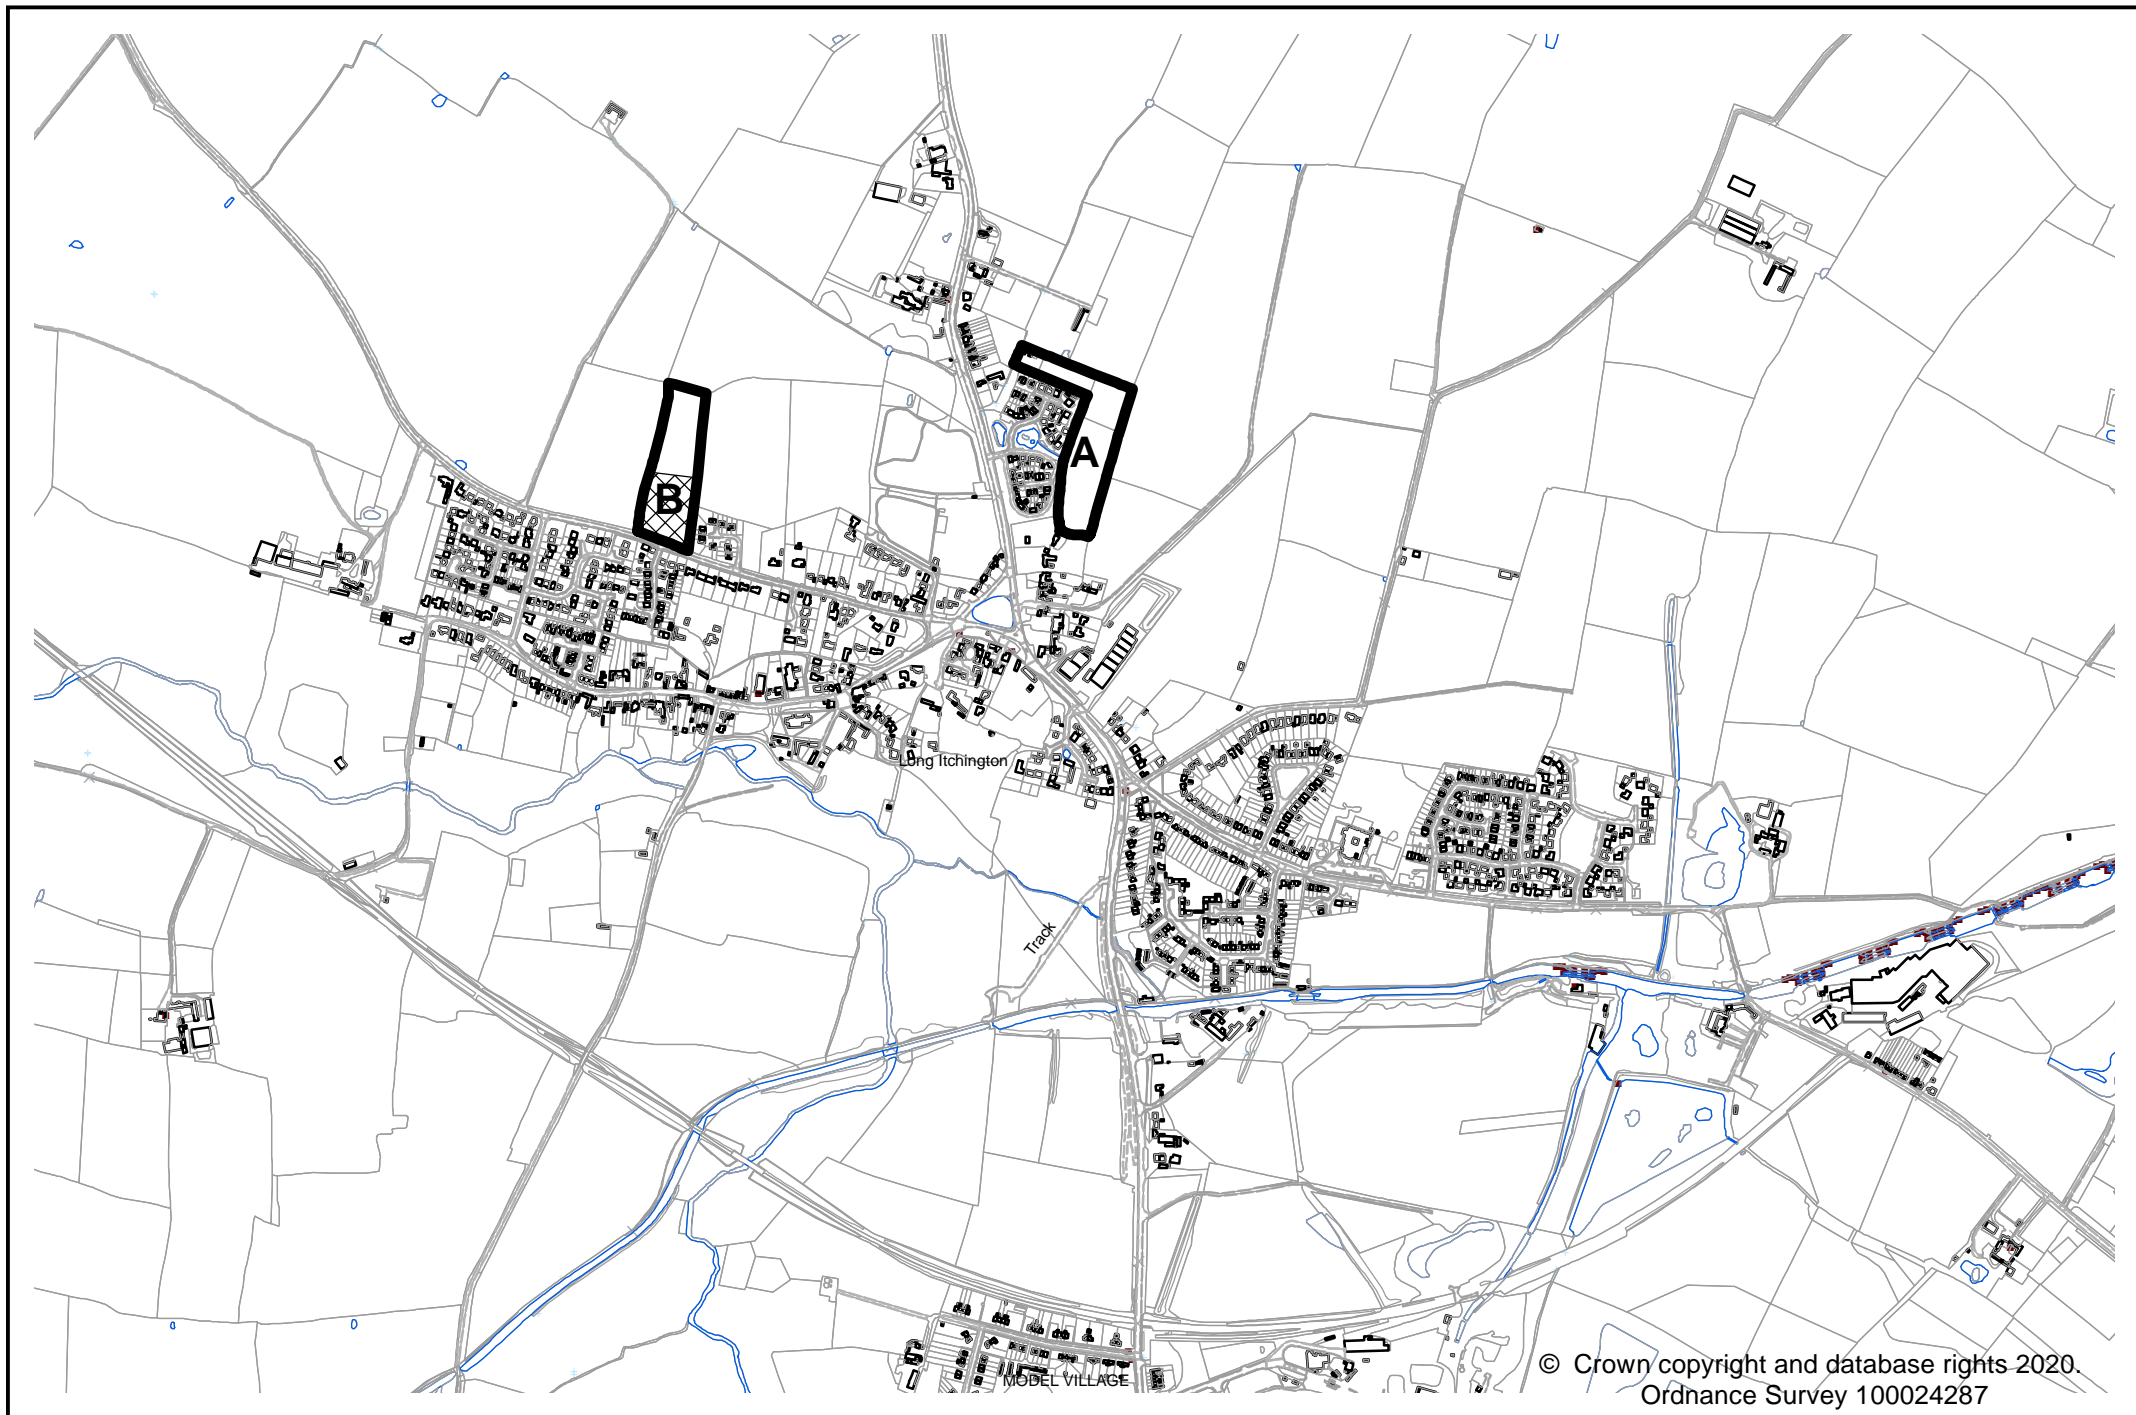 A
B
Long Itchington
Track
MODEL VILLAGE
© Crown copyright and database rights 2020.
Ordnance Survey 100024287